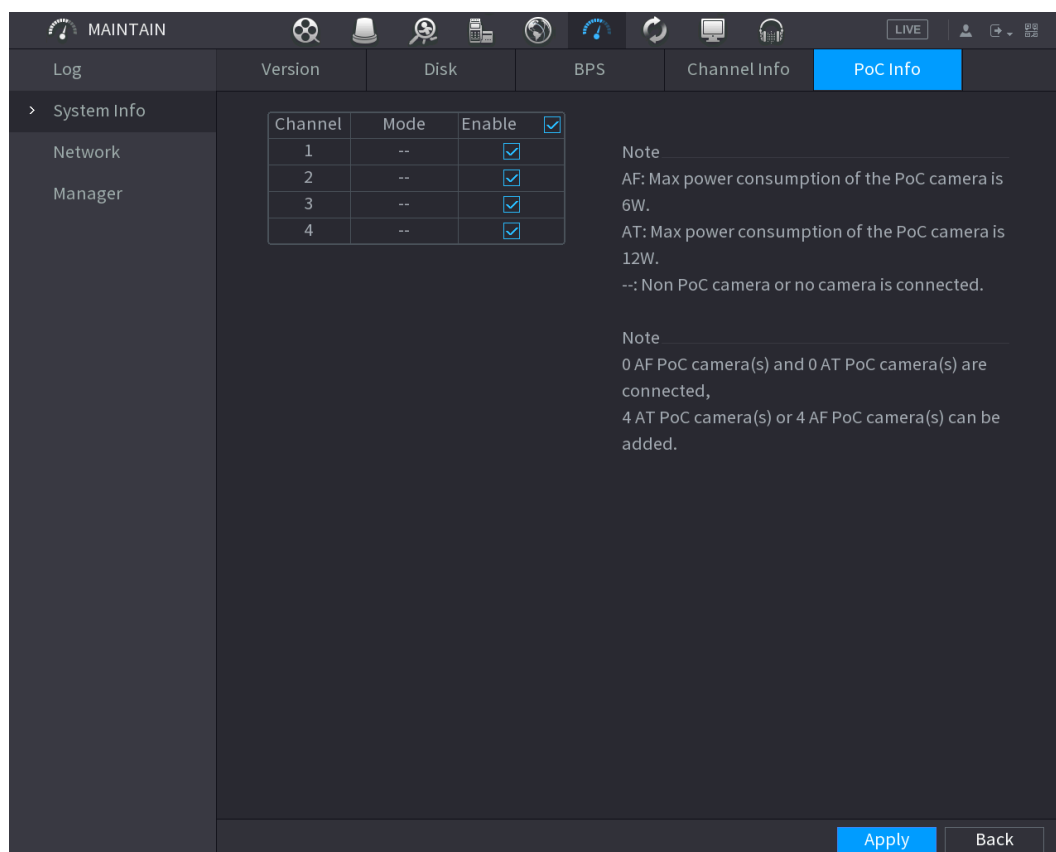 MAINTAIN
LIVE
Log
Version Disk BPS Channel Info PoC Info
> System Info
Network
Manager
Channel Mode Enable
1 --
2 --
3 --
4 --
Note
AF: Max power consumption of the PoC camera is
6W.
AT: Max power consumption of the PoC camera is
12W.
--: Non PoC camera or no camera is connected.
Note
0 AF PoC camera(s) and 0 AT PoC camera(s) are
connected,
4 AT PoC camera(s) or 4 AF PoC camera(s) can be
added.
Apply Back